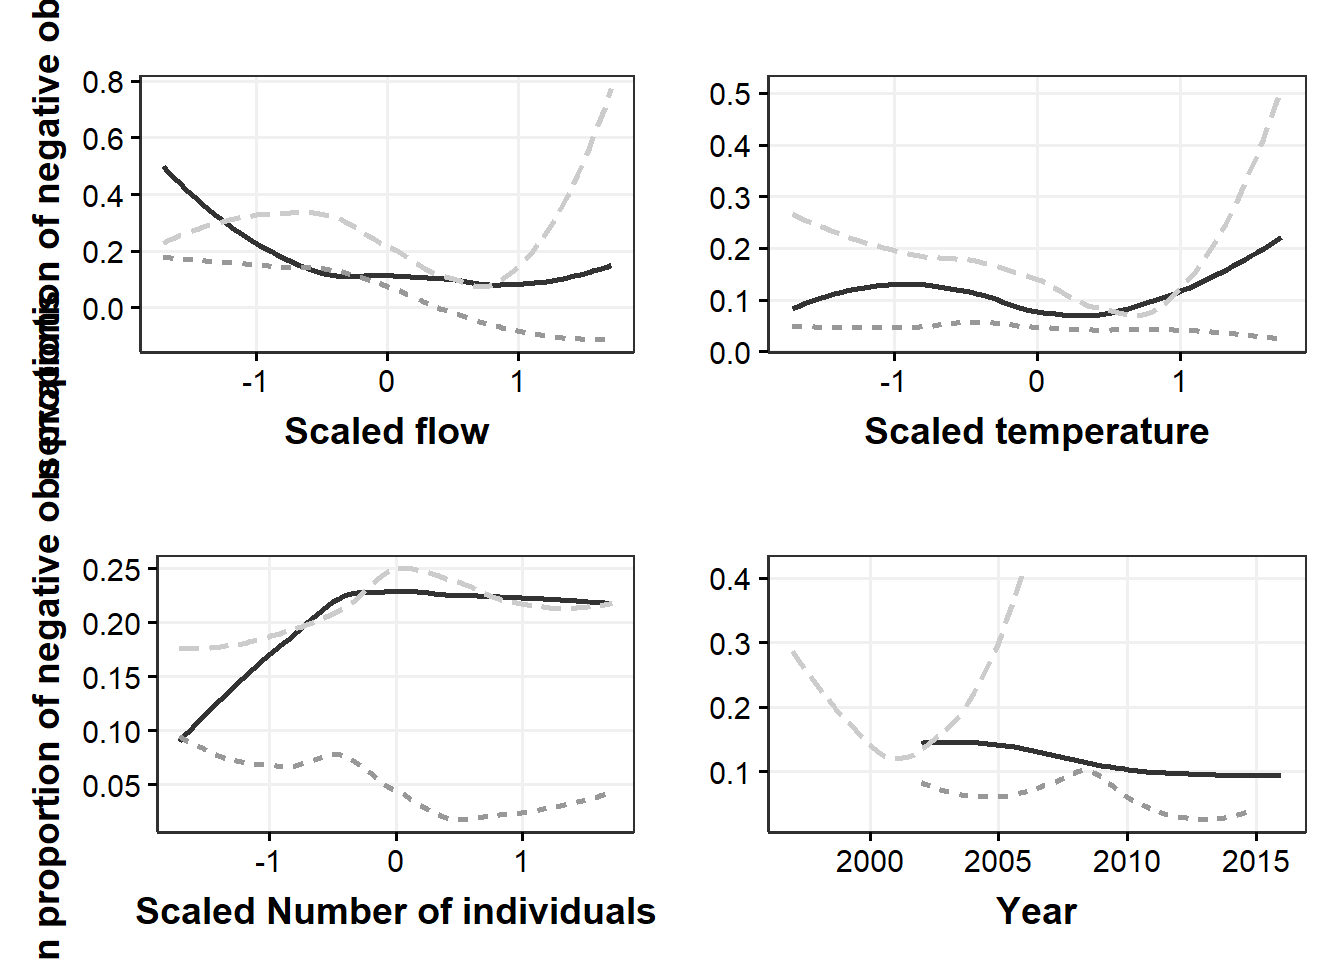 proportion of negative
0.8
0.6
0.4
0.2
0.0
-1 0 1
Scaled flow
0.5
0.4
0.3
0.2
0.1
0.0
-1 0 1
Scaled temperature
n proportion of negative observations
0.25
0.20
0.15
0.10
0.05
-1 0 1
Scaled Number of individuals
0.4
0.3
0.2
0.1
2000 2005 2010 2015
Year